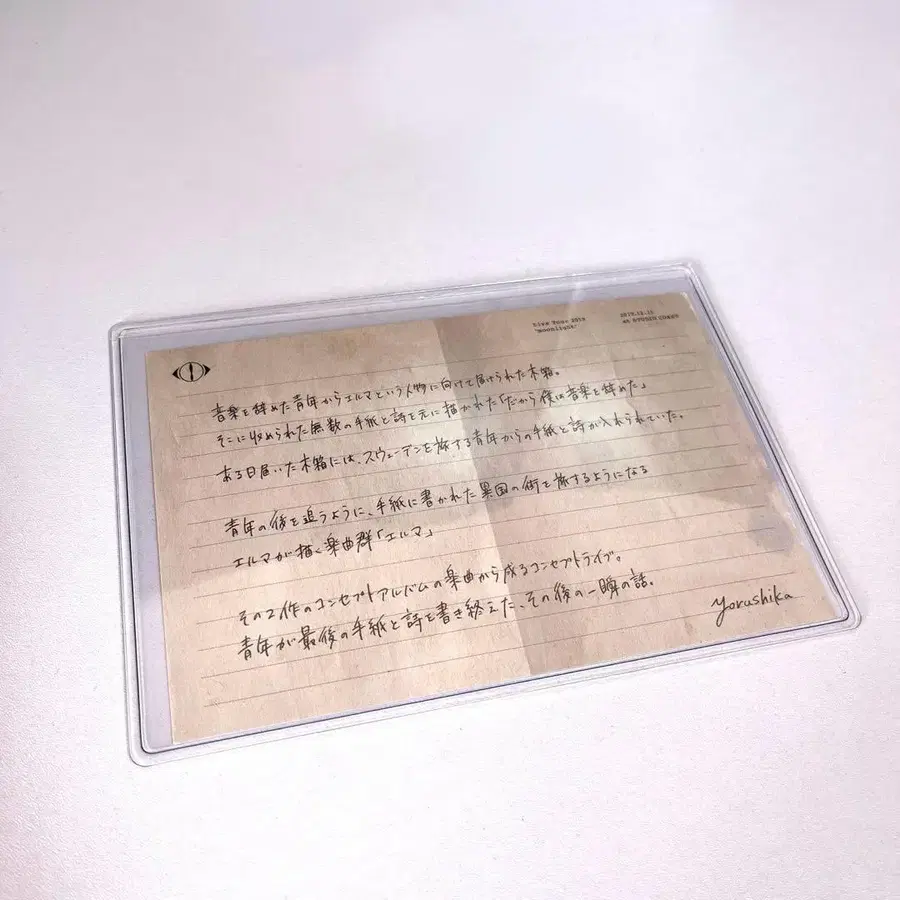 Live Tour 2019
"moonlight"
2019.12.11
at RYUSEN COMES
音楽を辞めた青年からエルマという人物に向けて届けられた木箱。
そこに収められた無数の手紙と詩を元に描かれた「だから僕は音楽を辞めた」
ある日届いた木箱には、スウェーデンを旅する青年からの手紙と詩が入れられていた。
青年の後を追うように、手紙に書かれた異国の街を旅するようになる
エルマが描く楽曲群「エルマ」
その2作のコンセプトアルバムの楽曲から成るコンセプトライブ。
青年が最後の手紙と詩を書き終えた、その後の一瞬の話。
Yorushika